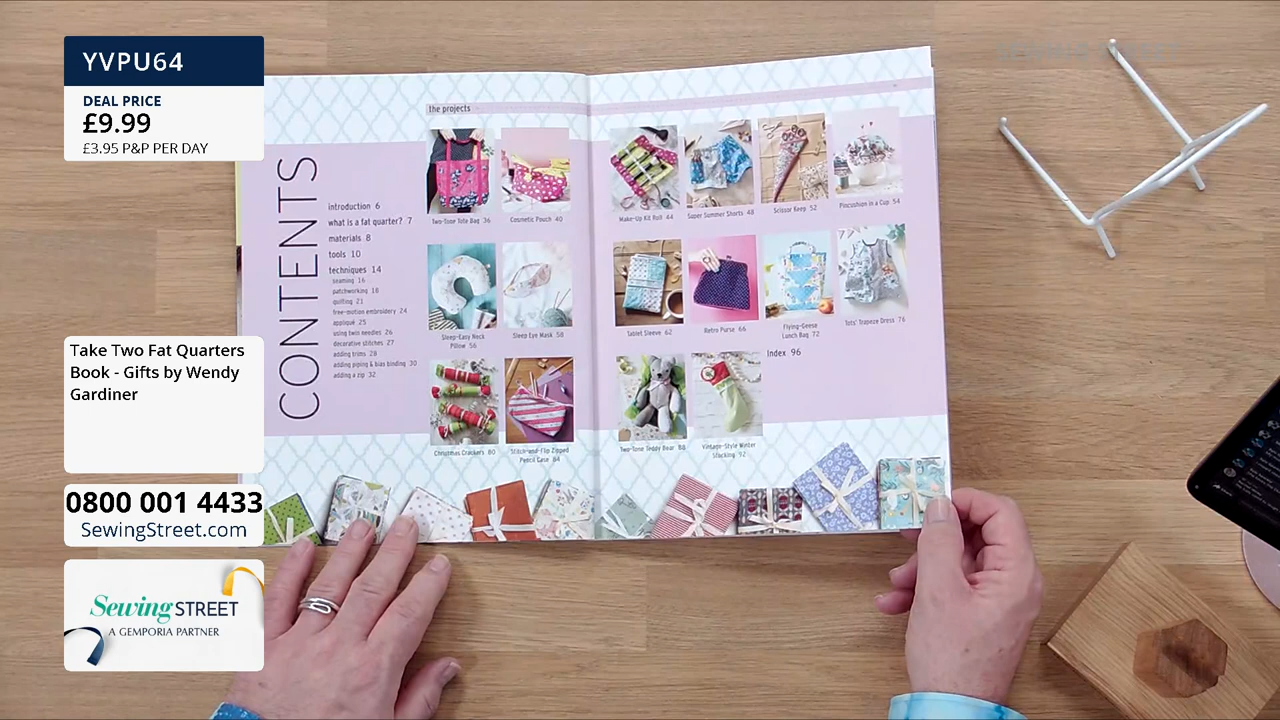 YVPU64
DEAL PRICE
£9.99
£3.95 P&P PER DAY
Take Two Fat Quarters
Book - Gifts by Wendy
Gardiner
0800 001 4433
SewingStreet.com
Sewing STREET
A GEMPORIA PARTNER
SEWING STREET
CONTENTS
introduction 6
what is a fat quarter? 7
materials 8
tools 10
techniques 14
seaming 16
patchworking 18
quilting 21
free-motion embroidery 24
appliqué 25
using twin needles 26
decorative stitches 27
adding trims 28
adding piping & bias binding 30
adding a zip 32
the projects
Two-Tone Tote Bag 36
Cosmetic Pouch 40
Make-Up Kit Roll 44
Super Summer Shorts 48
Scissor Keep 52
Pincushion in a Cup 54
Sleep-Easy Neck
Pillow 56
Sleep Eye Mask 58
Tablet Sleeve 62
Retro Purse 66
Flying-Geese
Lunch Bag 72
Tots' Trapeze Dress 76
Christmas Crackers 80
Stitch-and-Flip Zipped
Pencil Case 84
Two-Tone Teddy Bear 88
Vintage-Style Winter
Stocking 92
Index 96